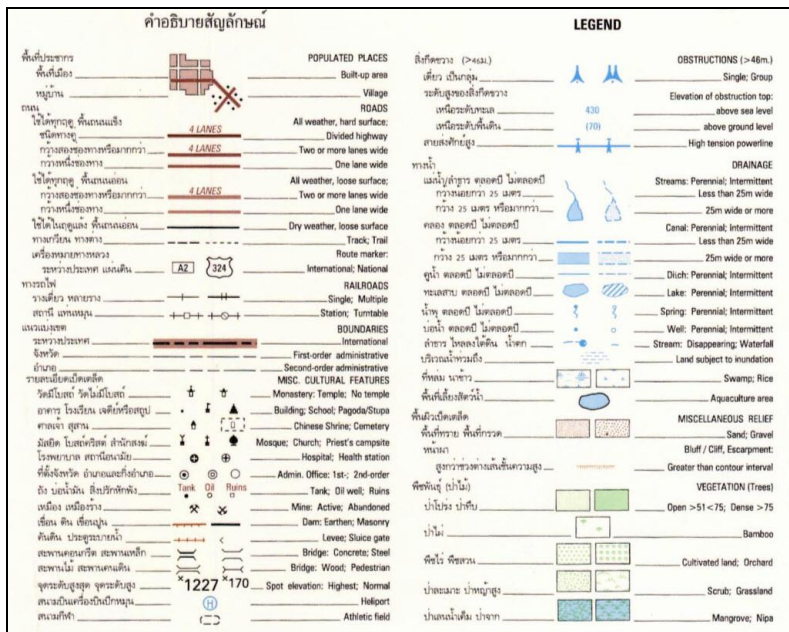 คำอธิบายสัญลักษณ์
พื้นที่ประชากร POPULATED PLACES
พื้นที่เมือง Built-up area
หมู่บ้าน Village
ถนน ROADS
ใช้ได้ทุกฤดู พื้นถนนแข็ง All weather, hard surface;
ชนิดทางคู่ 4 LANES Divided highway
กว้างสองช่องทางหรือมากกว่า 4 LANES Two or more lanes wide
กว้างหนึ่งช่องทาง One lane wide
ใช้ได้ทุกฤดู พื้นถนนอ่อน All weather, loose surface;
กว้างสองช่องทางหรือมากกว่า 4 LANES Two or more lanes wide
กว้างหนึ่งช่องทาง One lane wide
ใช้ได้ในฤดูแล้ง พื้นถนนอ่อน Dry weather, loose surface
ทางเกวียน ทางต่าง Track; Trail
เครื่องหมายทางหลวง Route marker:
ระหว่างประเทศ แผ่นดิน A2 324 International; National
ทางรถไฟ RAILROADS
รางเดี่ยว หลายราง Single; Multiple
สถานี แท่นหมุน Station; Turntable
แนวแบ่งเขต BOUNDARIES
ระหว่างประเทศ International
จังหวัด First-order administrative
อำเภอ Second-order administrative
รายละเอียดเบ็ดเตล็ด MISC. CULTURAL FEATURES
วัดมีโบสถ์ วัดไม่มีโบสถ์ Monastery: Temple; No temple
อาคาร โรงเรียน เจดีย์หรือสถูป Building; School; Pagoda/Stupa
ศาลเจ้า สุสาน Chinese Shrine; Cemetery
มัสยิด โบสถ์คริสต์ สำนักสงฆ์ Mosque; Church; Priest's campsite
โรงพยาบาล สถานีอนามัย Hospital; Health station
ที่ตั้งจังหวัด อำเภอและกิ่งอำเภอ Admin. Office: 1st-; 2nd-order
ถัง บ่อน้ำมัน สิ่งปรักหักพัง Tank Oil Ruins Tank; Oil well; Ruins
เหมือง เหมืองร้าง Mine: Active; Abandoned
เขื่อน ดิน เขื่อนปูน Dam: Earthen; Masonry
คันดิน ประตูระบายน้ำ Levee; Sluice gate
สะพานคอนกรีต สะพานเหล็ก Bridge: Concrete; Steel
สะพานไม้ สะพานคนเดิน Bridge: Wood; Pedestrian
จุดระดับสูงสุด จุดระดับสูง ×1227 ×170 Spot elevation: Highest; Normal
สนามบินเครื่องบินปีกหมุน H Heliport
สนามกีฬา Athletic field
LEGEND
สิ่งกีดขวาง (>46ม.) OBSTRUCTIONS (>46m.)
เดี่ยว เป็นกลุ่ม Single; Group
ระดับสูงของสิ่งกีดขวาง Elevation of obstruction top:
เหนือระดับทะเล 430 above sea level
เหนือระดับพื้นดิน (70) above ground level
สายส่งศักย์สูง High tension powerline
ทางน้ำ DRAINAGE
แม่น้ำ/ลำธาร ตลอดปี ไม่ตลอดปี Streams: Perennial; Intermittent
กว้างน้อยกว่า 25 เมตร Less than 25m wide
กว้าง 25 เมตร หรือมากกว่า 25m wide or more
คลอง ตลอดปี ไม่ตลอดปี Canal: Perennial; Intermittent
กว้างน้อยกว่า 25 เมตร Less than 25m wide
กว้าง 25 เมตร หรือมากกว่า 25m wide or more
คูน้ำ ตลอดปี ไม่ตลอดปี Ditch: Perennial; Intermittent
ทะเลสาบ ตลอดปี ไม่ตลอดปี Lake: Perennial; Intermittent
น้ำพุ ตลอดปี ไม่ตลอดปี Spring: Perennial; Intermittent
บ่อน้ำ ตลอดปี ไม่ตลอดปี Well: Perennial; Intermittent
ลำธาร ไหลลงใต้ดิน น้ำตก Stream: Disappearing; Waterfall
บริเวณน้ำท่วมถึง Land subject to inundation
ที่หล่ม นาข้าว Swamp; Rice
พื้นที่เลี้ยงสัตว์น้ำ Aquaculture area
พื้นผิวเบ็ดเตล็ด MISCELLANEOUS RELIEF
พื้นที่ทราย พื้นที่กรวด Sand; Gravel
หน้าผา Bluff / Cliff, Escarpment:
สูงกว่าช่วงต่างเส้นชั้นความสูง Greater than contour interval
พืชพันธุ์ (ป่าไม้) VEGETATION (Trees)
ป่าโปร่ง ป่าทึบ Open >51<75; Dense >75
ป่าไผ่ Bamboo
พืชไร่ พืชสวน Cultivated land; Orchard
ป่าละเมาะ ป่าหญ้าสูง Scrub; Grassland
ป่าเลนน้ำเค็ม ป่าจาก Mangrove; Nipa